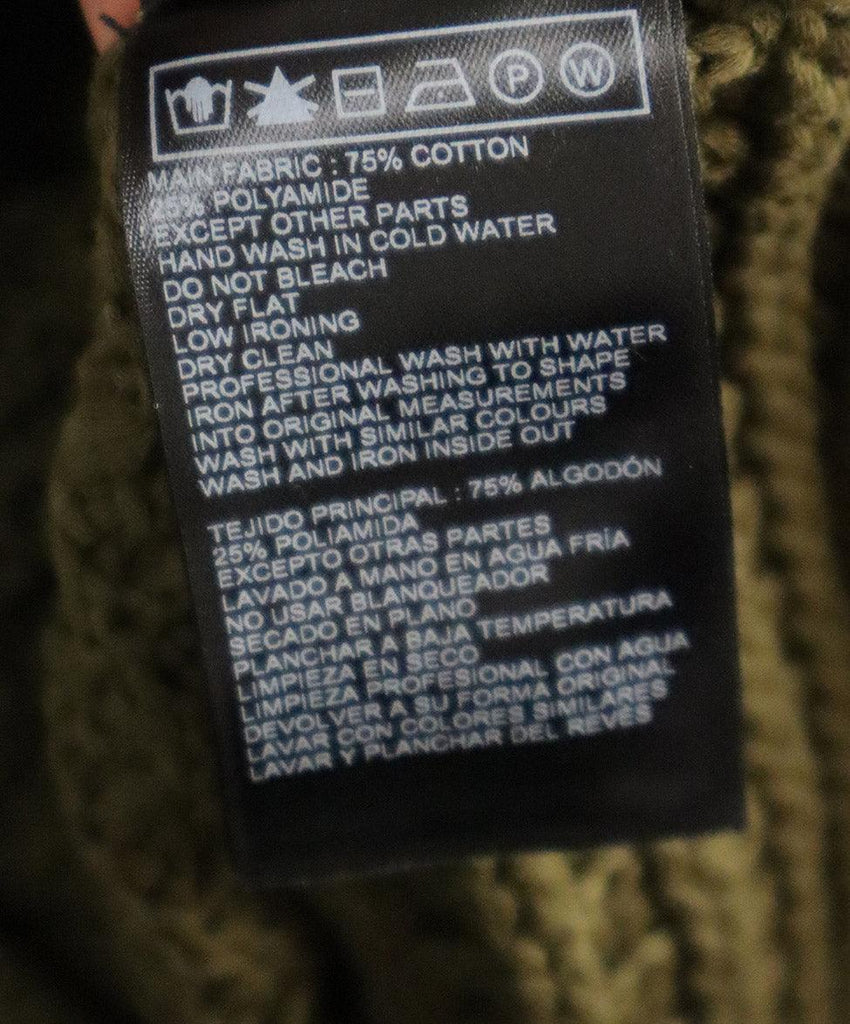 P W
MAIN FABRIC : 75% COTTON
25% POLYAMIDE
EXCEPT OTHER PARTS
HAND WASH IN COLD WATER
DO NOT BLEACH
DRY FLAT
LOW IRONING
DRY CLEAN
PROFESSIONAL WASH WITH WATER
IRON AFTER WASHING TO SHAPE
INTO ORIGINAL MEASUREMENTS
WASH WITH SIMILAR COLOURS
WASH AND IRON INSIDE OUT
TEJIDO PRINCIPAL : 75% ALGODÓN
25% POLIAMIDA
EXCEPTO OTRAS PARTES
LAVADO A MANO EN AGUA FRÍA
NO USAR BLANQUEADOR
SECADO EN PLANO
PLANCHAR A BAJA TEMPERATURA
LIMPIEZA EN SECO
LIMPIEZA PROFESIONAL CON AGUA
DEVOLVER A SU FORMA ORIGINAL
LAVAR CON COLORES SIMILARES
LAVAR Y PLANCHAR DEL REVÉS